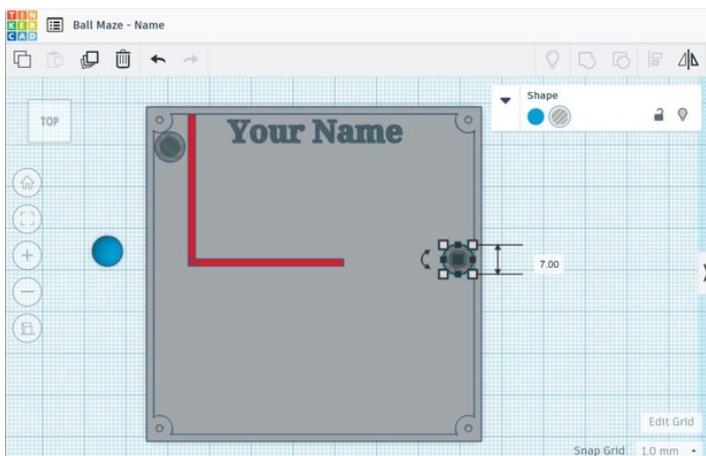 TIN
KER
CAD
Ball Maze - Name
Shape
TOP
Your Name
7.00
Edit Grid
Snap Grid 1.0 mm